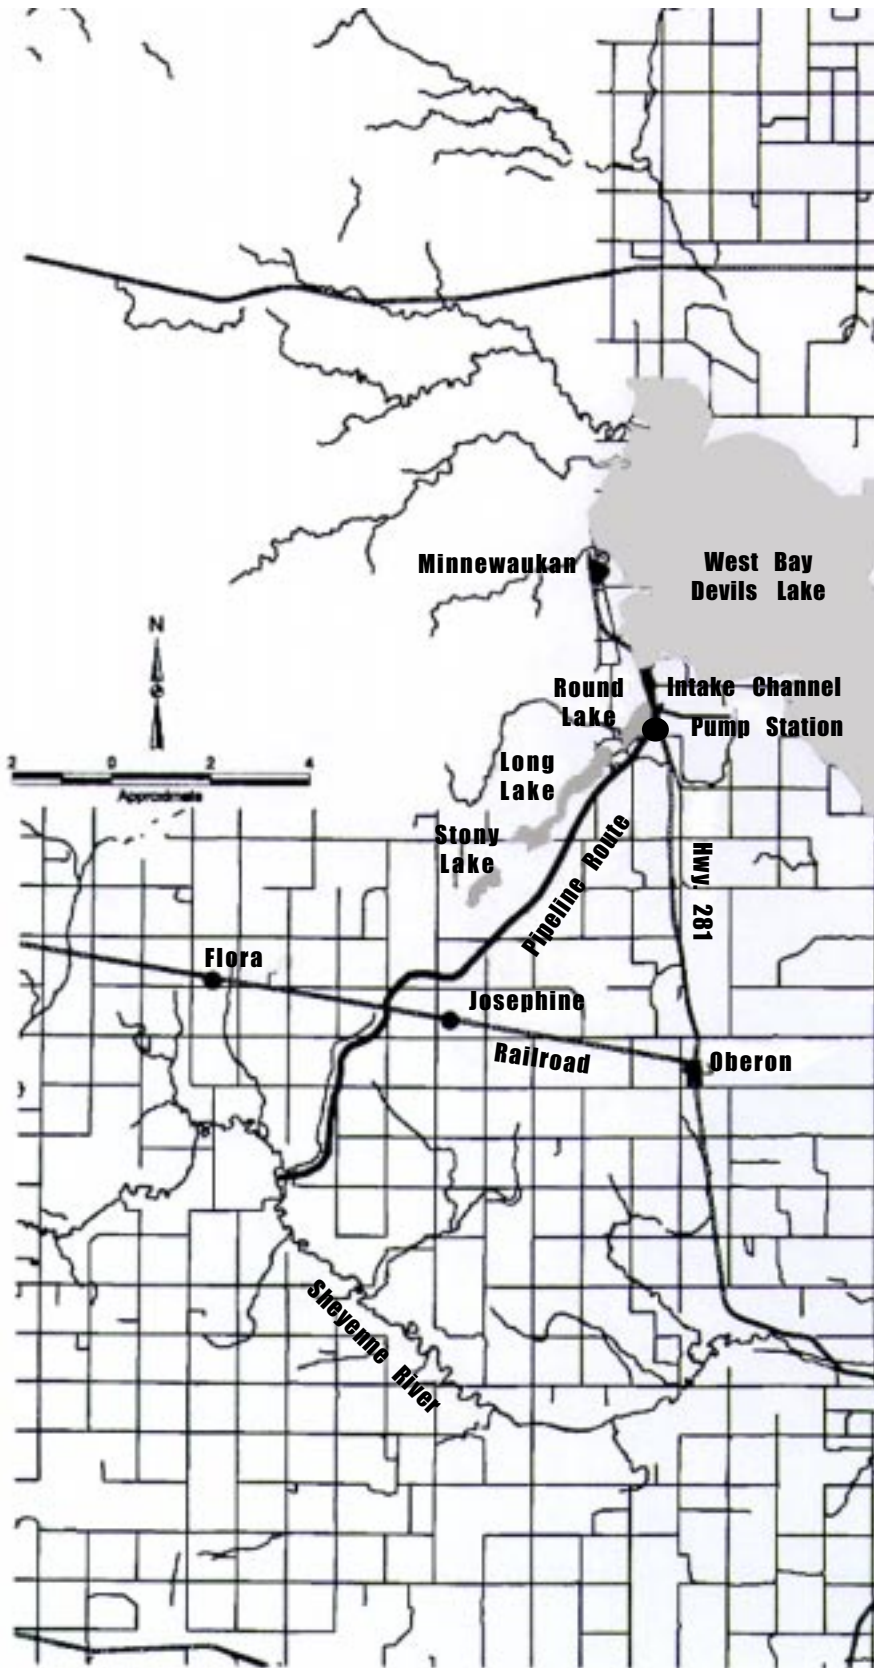 Minnewaukan
West Bay
Devils Lake
N
Round
Lake
Intake Channel
Pump Station
2 0 2 4
Approximate
Long
Lake
Stony
Lake
Pipeline Route
Hwy. 281
Flora
Josephine
Railroad
Oberon
Sheyenne River